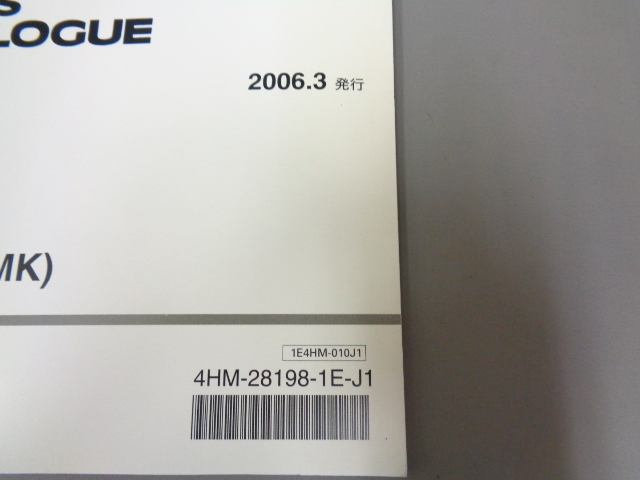 S
LOGUE
2006.3 発行
MK)
1E4HM-010J1
4HM-28198-1E-J1